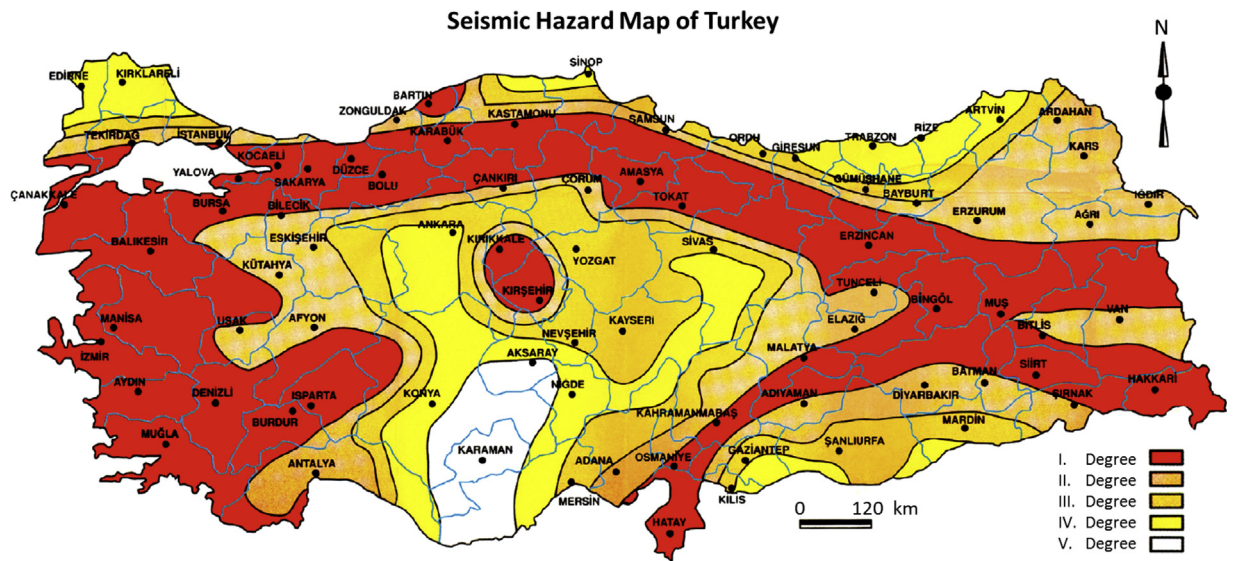 Seismic Hazard Map of Turkey
N
SİNOP
EDİRNE
KIRKLARELİ
BARTIN
ZONGULDAK
KASTAMONU
SAMSUN
ARTVİN
ARDAHAN
TEKİRDAĞ
İSTANBUL
KARABÜK
ORDU
GİRESUN
TRABZON
RİZE
KARS
KOCAELİ
YALOVA
SAKARYA
DÜZCE
BOLU
ÇANKIRI
ÇORUM
AMASYA
TOKAT
GÜMÜŞHANE
BAYBURT
ÇANAKKALE
BURSA
BİLECİK
ERZURUM
AĞRI
IĞDIR
BALIKESİR
ESKİŞEHİR
ANKARA
KIRIKKALE
YOZGAT
SİVAS
ERZİNCAN
KÜTAHYA
KIRŞEHİR
TUNCELİ
BİNGÖL
MUŞ
MANİSA
UŞAK
AFYON
NEVŞEHİR
KAYSERİ
ELAZIĞ
BİTLİS
VAN
İZMİR
AKSARAY
MALATYA
AYDIN
DENİZLİ
ISPARTA
BURDUR
KONYA
NİĞDE
ADIYAMAN
DİYARBAKIR
BATMAN
SİİRT
ŞIRNAK
HAKKARİ
KAHRAMANMABAŞ
MUĞLA
KARAMAN
MARDİN
ANTALYA
ADANA
OSMANİYE
GAZİANTEP
ŞANLIURFA
MERSİN
KILIS
HATAY
0 120 km
I. Degree
II. Degree
III. Degree
IV. Degree
V. Degree